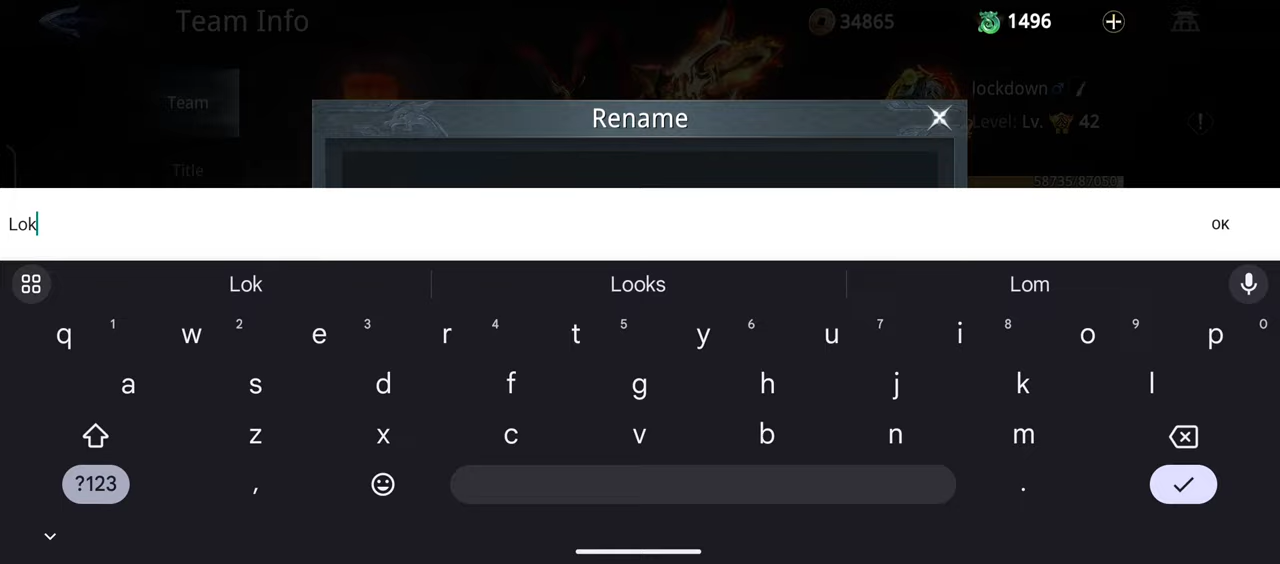 Team Info 34865 1496
Team
lockdown
Rename
Level: Lv. 42
Title
58735/87050
Lok OK
Lok Looks Lom
q 1 w 2 e 3 r 4 t 5 y 6 u 7 i 8 o 9 p 0
a s d f g h j k l
z x c v b n m
?123 , .